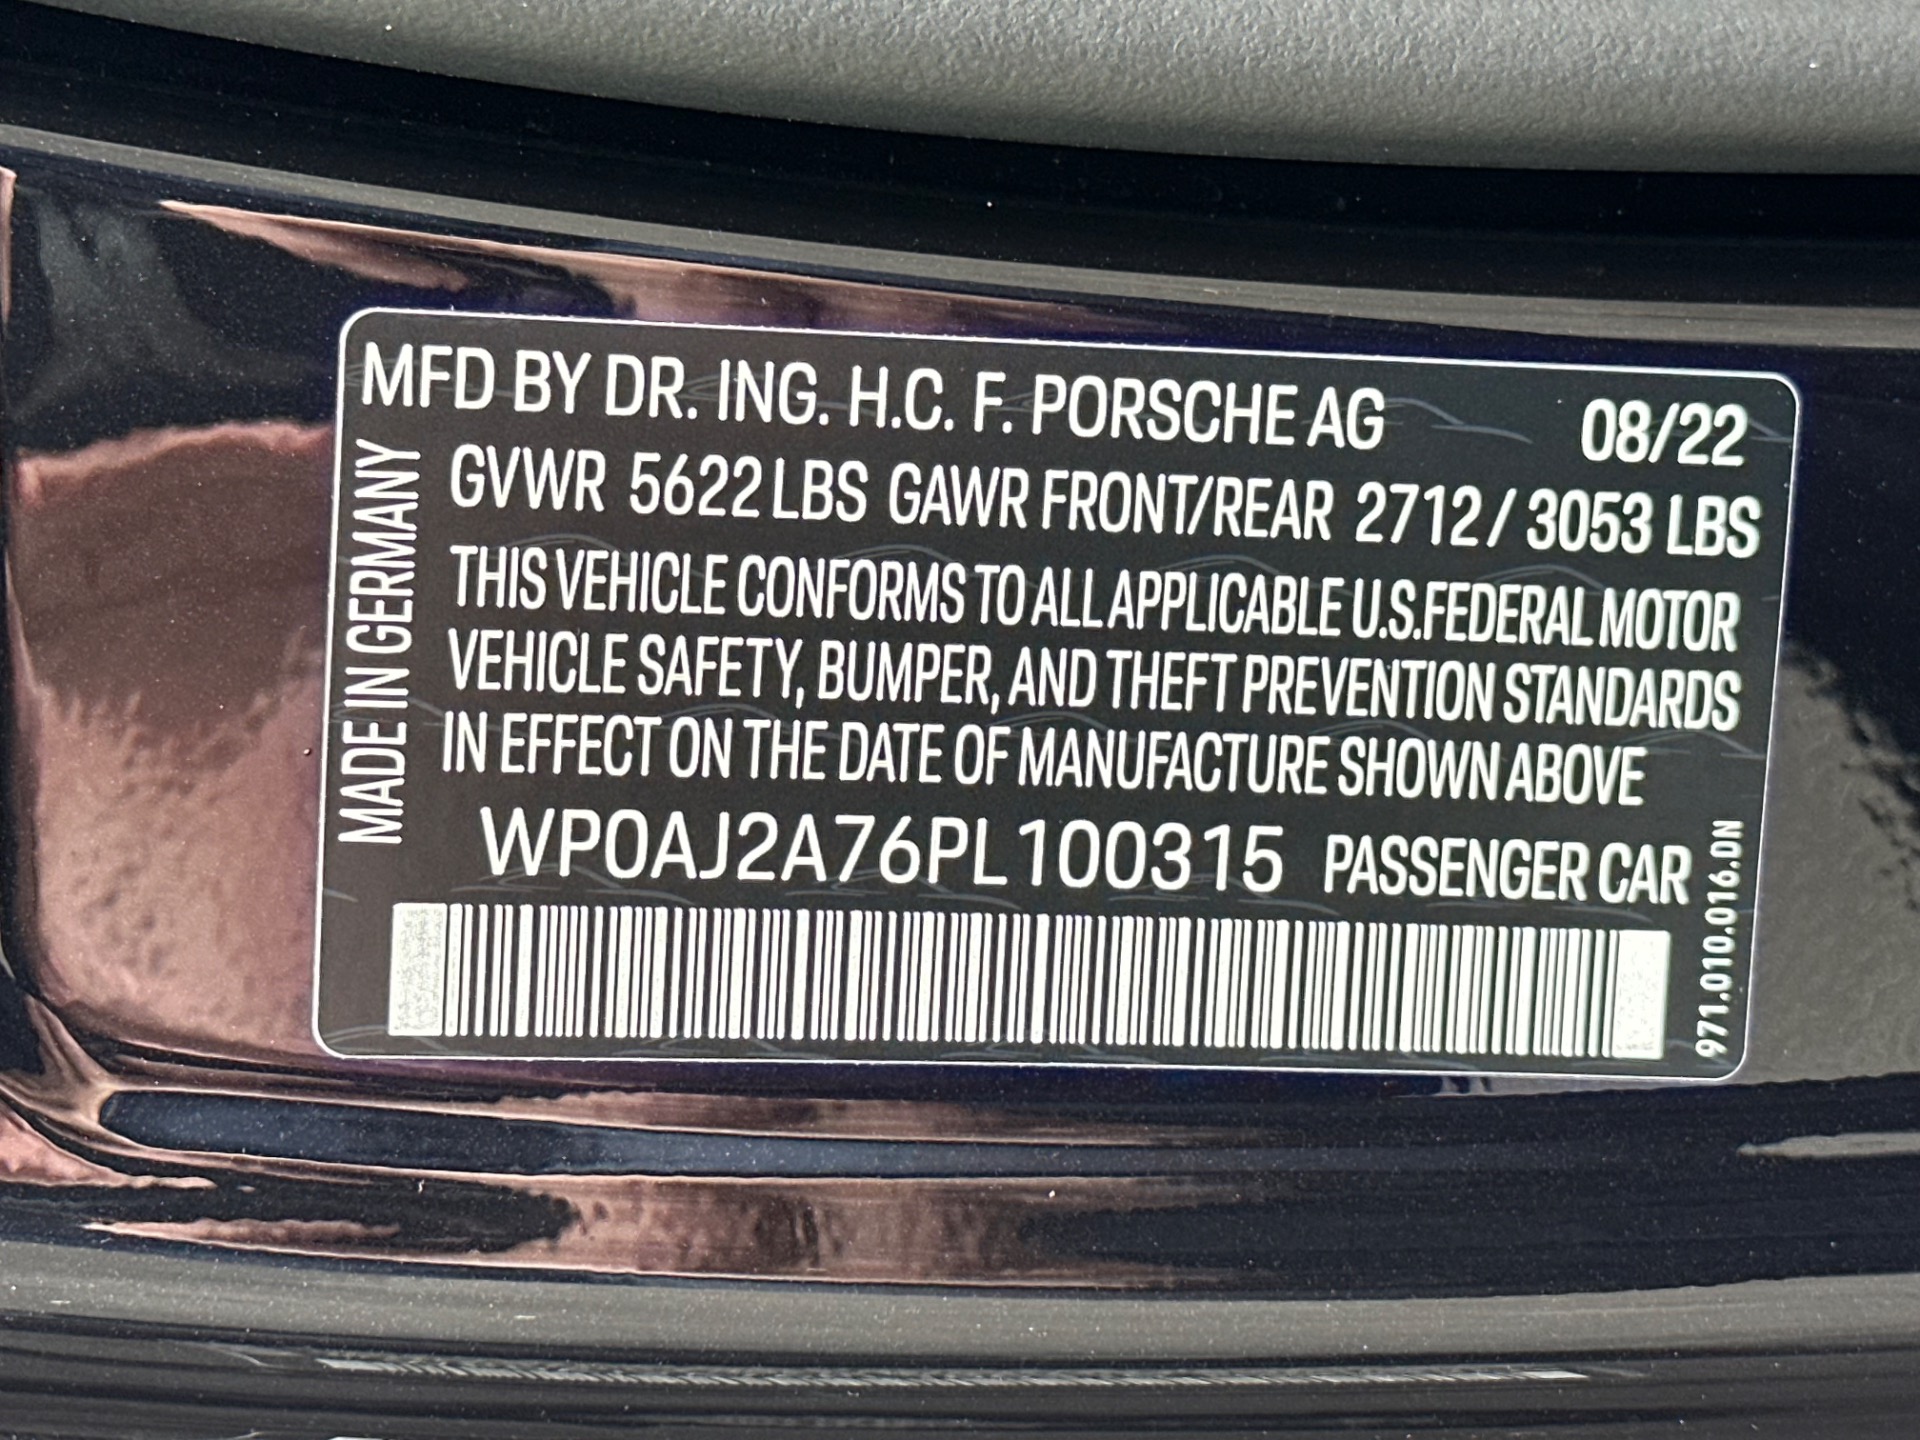 MFD BY DR. ING. H.C. F. PORSCHE AG 08/22
GVWR 5622 LBS GAWR FRONT/REAR 2712 / 3053 LBS
THIS VEHICLE CONFORMS TO ALL APPLICABLE U.S.FEDERAL MOTOR
VEHICLE SAFETY, BUMPER, AND THEFT PREVENTION STANDARDS
IN EFFECT ON THE DATE OF MANUFACTURE SHOWN ABOVE
WP0AJ2A76PL100315 PASSENGER CAR
MADE IN GERMANY
971.010.016.DN